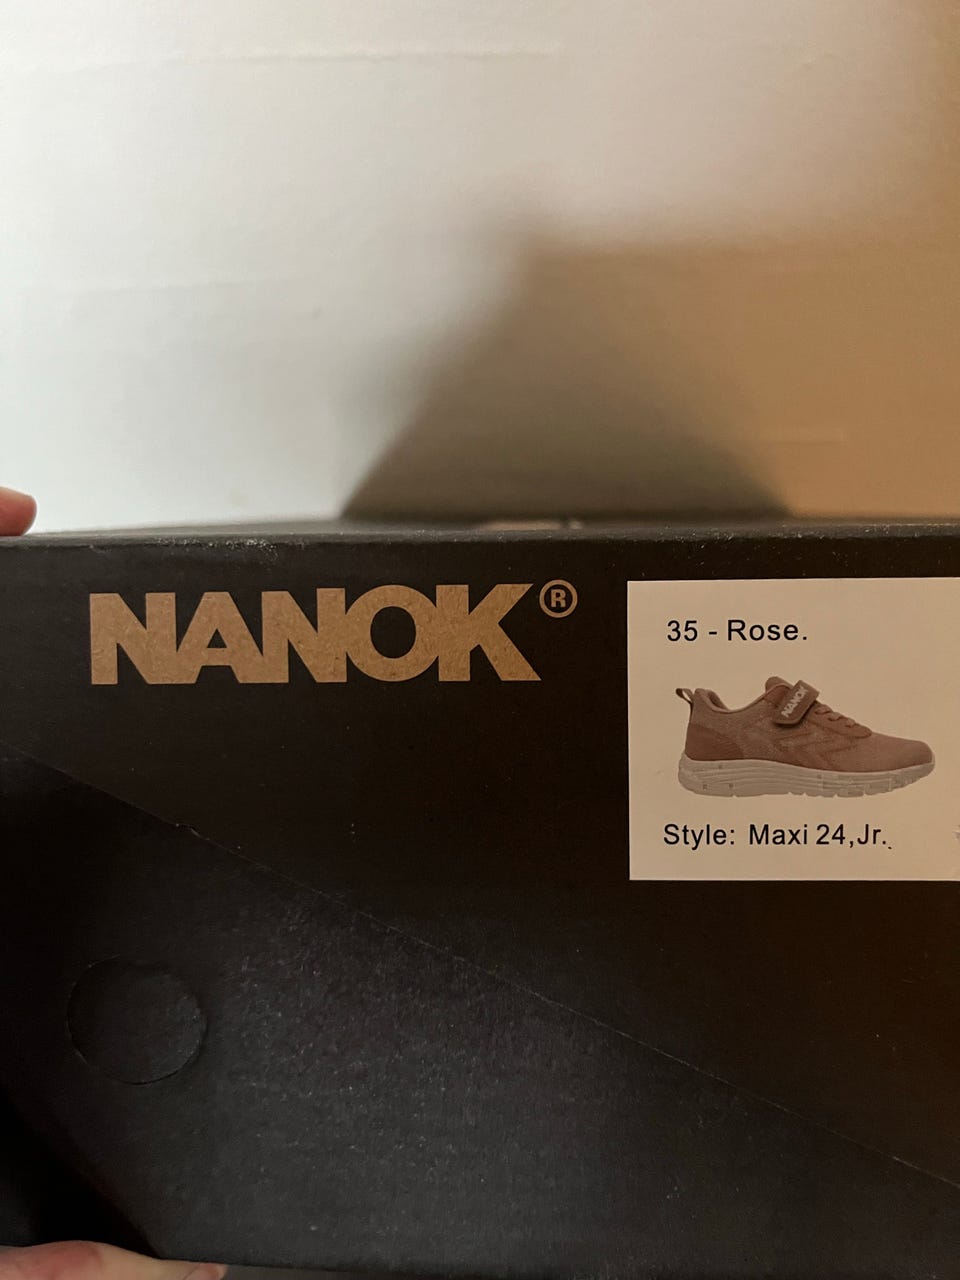 NANOK®
35 - Rose.
NANOK
Style: Maxi 24,Jr.